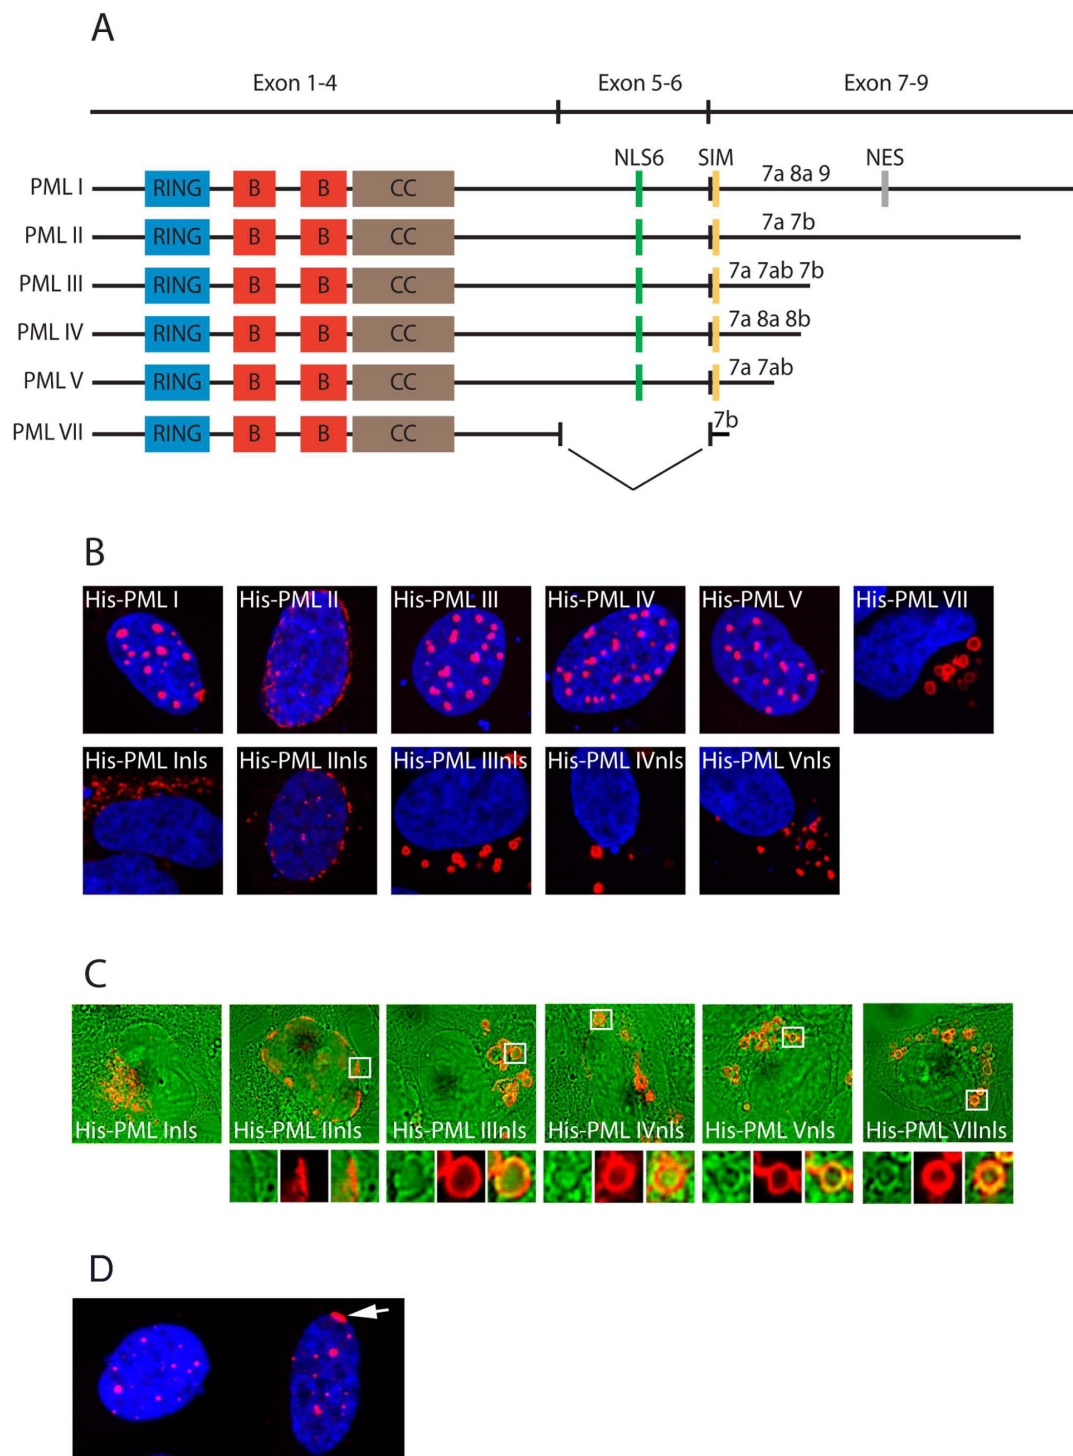 A
Exon 1-4 Exon 5-6 Exon 7-9
NLS6 SIM NES
PML I RING B B CC 7a 8a 9
PML II RING B B CC 7a 7b
PML III RING B B CC 7a 7ab 7b
PML IV RING B B CC 7a 8a 8b
PML V RING B B CC 7a 7ab
PML VII RING B B CC 7b
B
His-PML I His-PML II His-PML III His-PML IV His-PML V His-PML VII
His-PML Inls His-PML IInls His-PML IIInls His-PML IVnls His-PML Vnls
C
His-PML Inls His-PML IInls His-PML IIInls His-PML IVnls His-PML Vnls His-PML VIInls
D